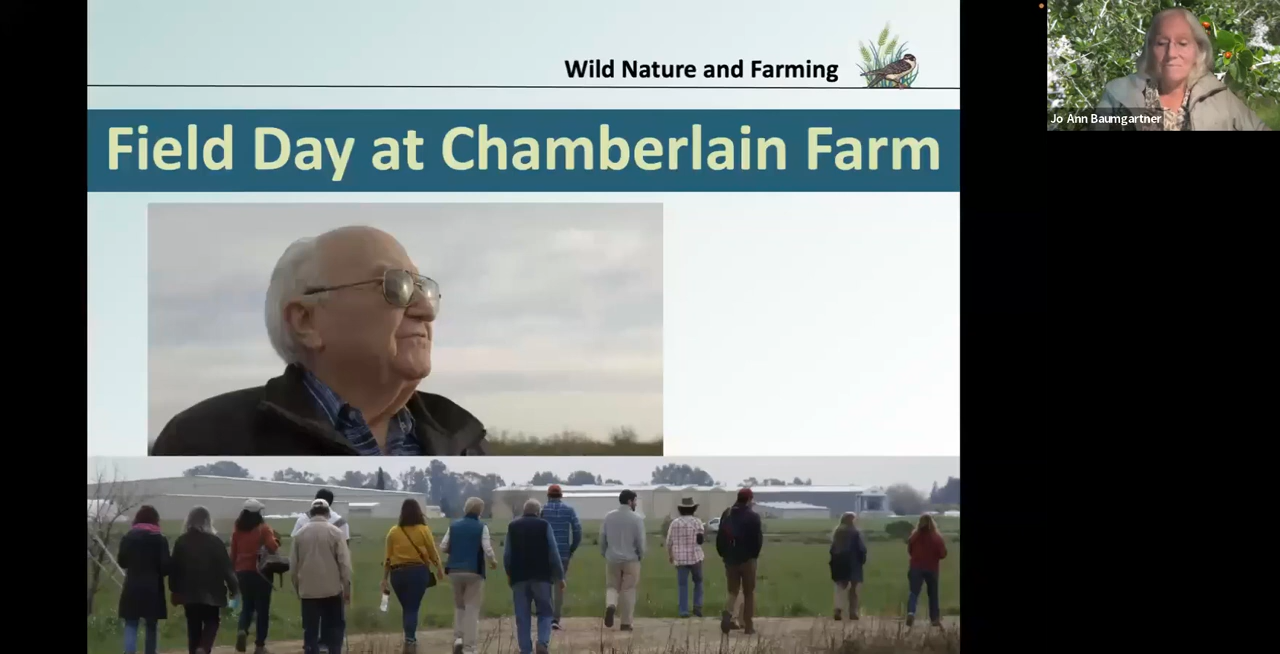 Wild Nature and Farming
Field Day at Chamberlain Farm
Jo Ann Baumgartner